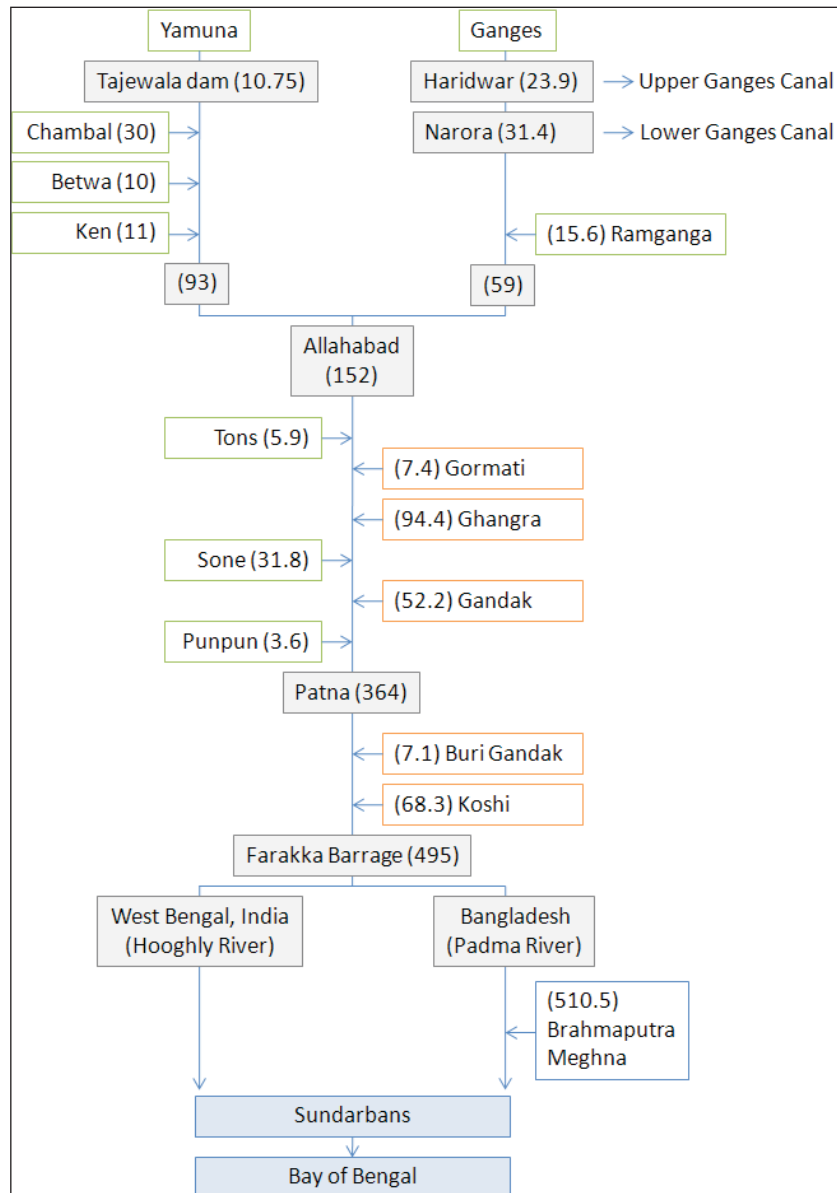 Yamuna
Ganges
Tajewala dam (10.75)
Haridwar (23.9)
Upper Ganges Canal
Chambal (30)
Narora (31.4)
Lower Ganges Canal
Betwa (10)
Ken (11)
(15.6) Ramganga
(93)
(59)
Allahabad
(152)
Tons (5.9)
(7.4) Gormati
(94.4) Ghangra
Sone (31.8)
(52.2) Gandak
Punpun (3.6)
Patna (364)
(7.1) Buri Gandak
(68.3) Koshi
Farakka Barrage (495)
West Bengal, India
(Hooghly River)
Bangladesh
(Padma River)
(510.5)
Brahmaputra
Meghna
Sundarbans
Bay of Bengal